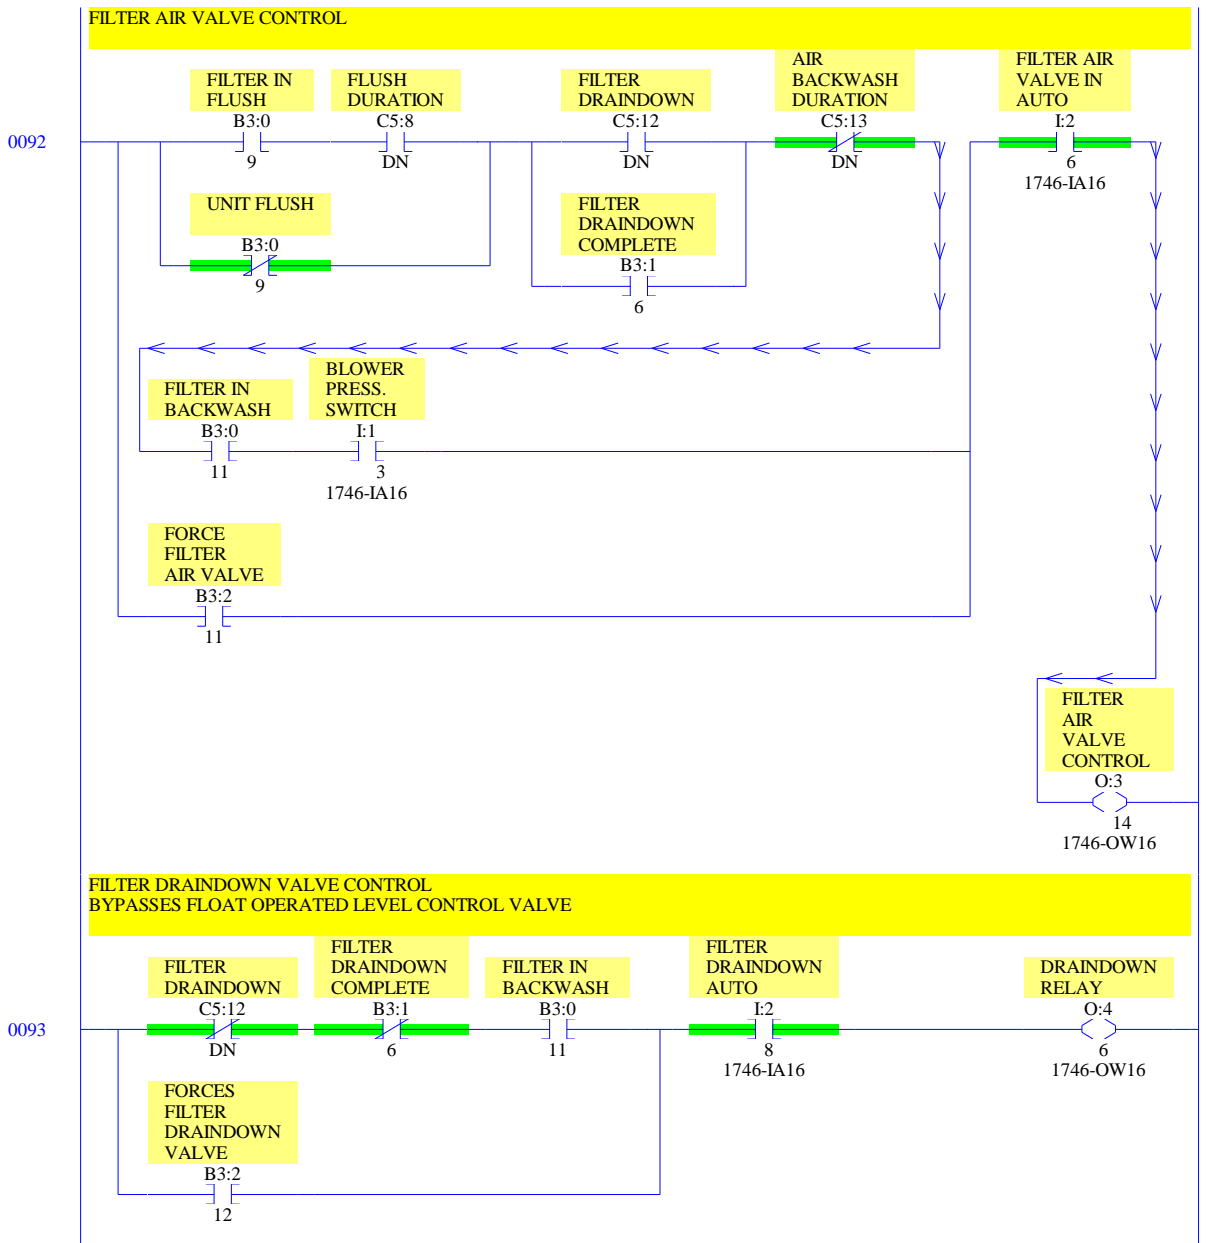 FILTER AIR VALVE CONTROL
AIR
BACKWASH
DURATION
FILTER AIR
VALVE IN
AUTO
FILTER IN
FLUSH
FLUSH
DURATION
FILTER
DRAINDOWN
B3:0
C5:8
C5:12
C5:13
I:2
0092
9
DN
DN
DN
6
1746-IA16
UNIT FLUSH
B3:0
9
FILTER
DRAINDOWN
COMPLETE
B3:1
6
FILTER IN
BACKWASH
B3:0
11
BLOWER
PRESS.
SWITCH
I:1
3
1746-IA16
FORCE
FILTER
AIR VALVE
B3:2
11
FILTER
AIR
VALVE
CONTROL
O:3
14
1746-OW16
FILTER DRAINDOWN VALVE CONTROL
BYPASSES FLOAT OPERATED LEVEL CONTROL VALVE
FILTER
DRAINDOWN
C5:12
DN
FILTER
DRAINDOWN
COMPLETE
B3:1
6
FILTER IN
BACKWASH
B3:0
11
FILTER
DRAINDOWN
AUTO
I:2
8
1746-IA16
DRAINDOWN
RELAY
O:4
6
1746-OW16
0093
FORCES
FILTER
DRAINDOWN
VALVE
B3:2
12